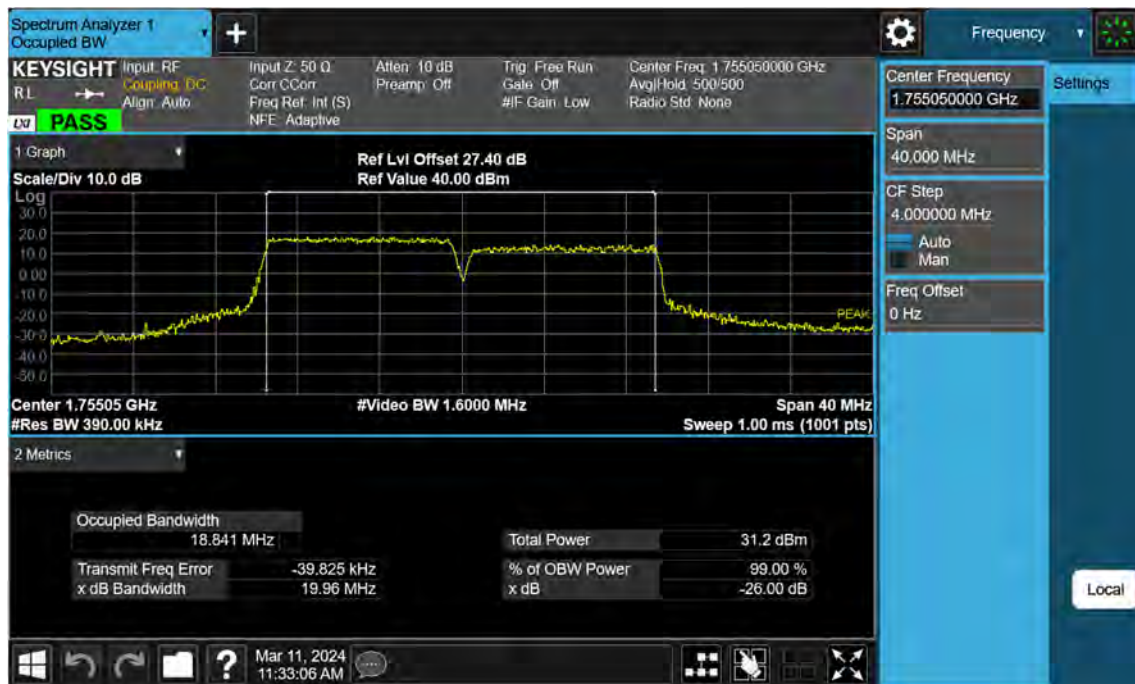 Spectrum Analyzer 1
Occupied BW
Frequency
KEYSIGHT
RL
LXI
PASS
Input: RF
Coupling: DC
Align: Auto
Input Z: 50 Ω
Corr CCorr
Freq Ref: Int (S)
NFE: Adaptive
Atten: 10 dB
Preamp: Off
Trig: Free Run
Gate: Off
#IF Gain: Low
Center Freq: 1.755050000 GHz
Avg|Hold: 500/500
Radio Std: None
1 Graph
Scale/Div 10.0 dB
Ref Lvl Offset 27.40 dB
Ref Value 40.00 dBm
Log
30.0
20.0
10.0
0.00
-10.0
-20.0
-30.0
-40.0
-50.0
PEAK
Center 1.75505 GHz
#Video BW 1.6000 MHz
Span 40 MHz
#Res BW 390.00 kHz
Sweep 1.00 ms (1001 pts)
2 Metrics
Occupied Bandwidth
18.841 MHz
Total Power 31.2 dBm
Transmit Freq Error -39.825 kHz
% of OBW Power 99.00 %
x dB Bandwidth 19.96 MHz
x dB -26.00 dB
Center Frequency
1.755050000 GHz
Settings
Span
40.000 MHz
CF Step
4.000000 MHz
Auto
Man
Freq Offset
0 Hz
Local
?
Mar 11, 2024
11:33:06 AM